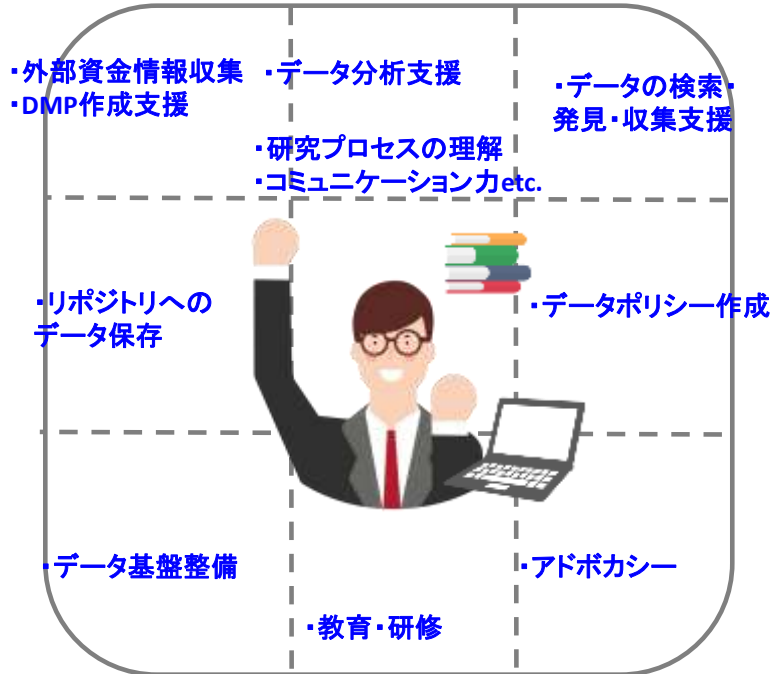 ・外部資金情報収集
・DMP作成支援
・データ分析支援
・データの検索・
発見・収集支援
・研究プロセスの理解
・コミュニケーション力etc.
・リポジトリへの
データ保存
・データポリシー作成
・データ基盤整備
・アドボカシー
・教育・研修